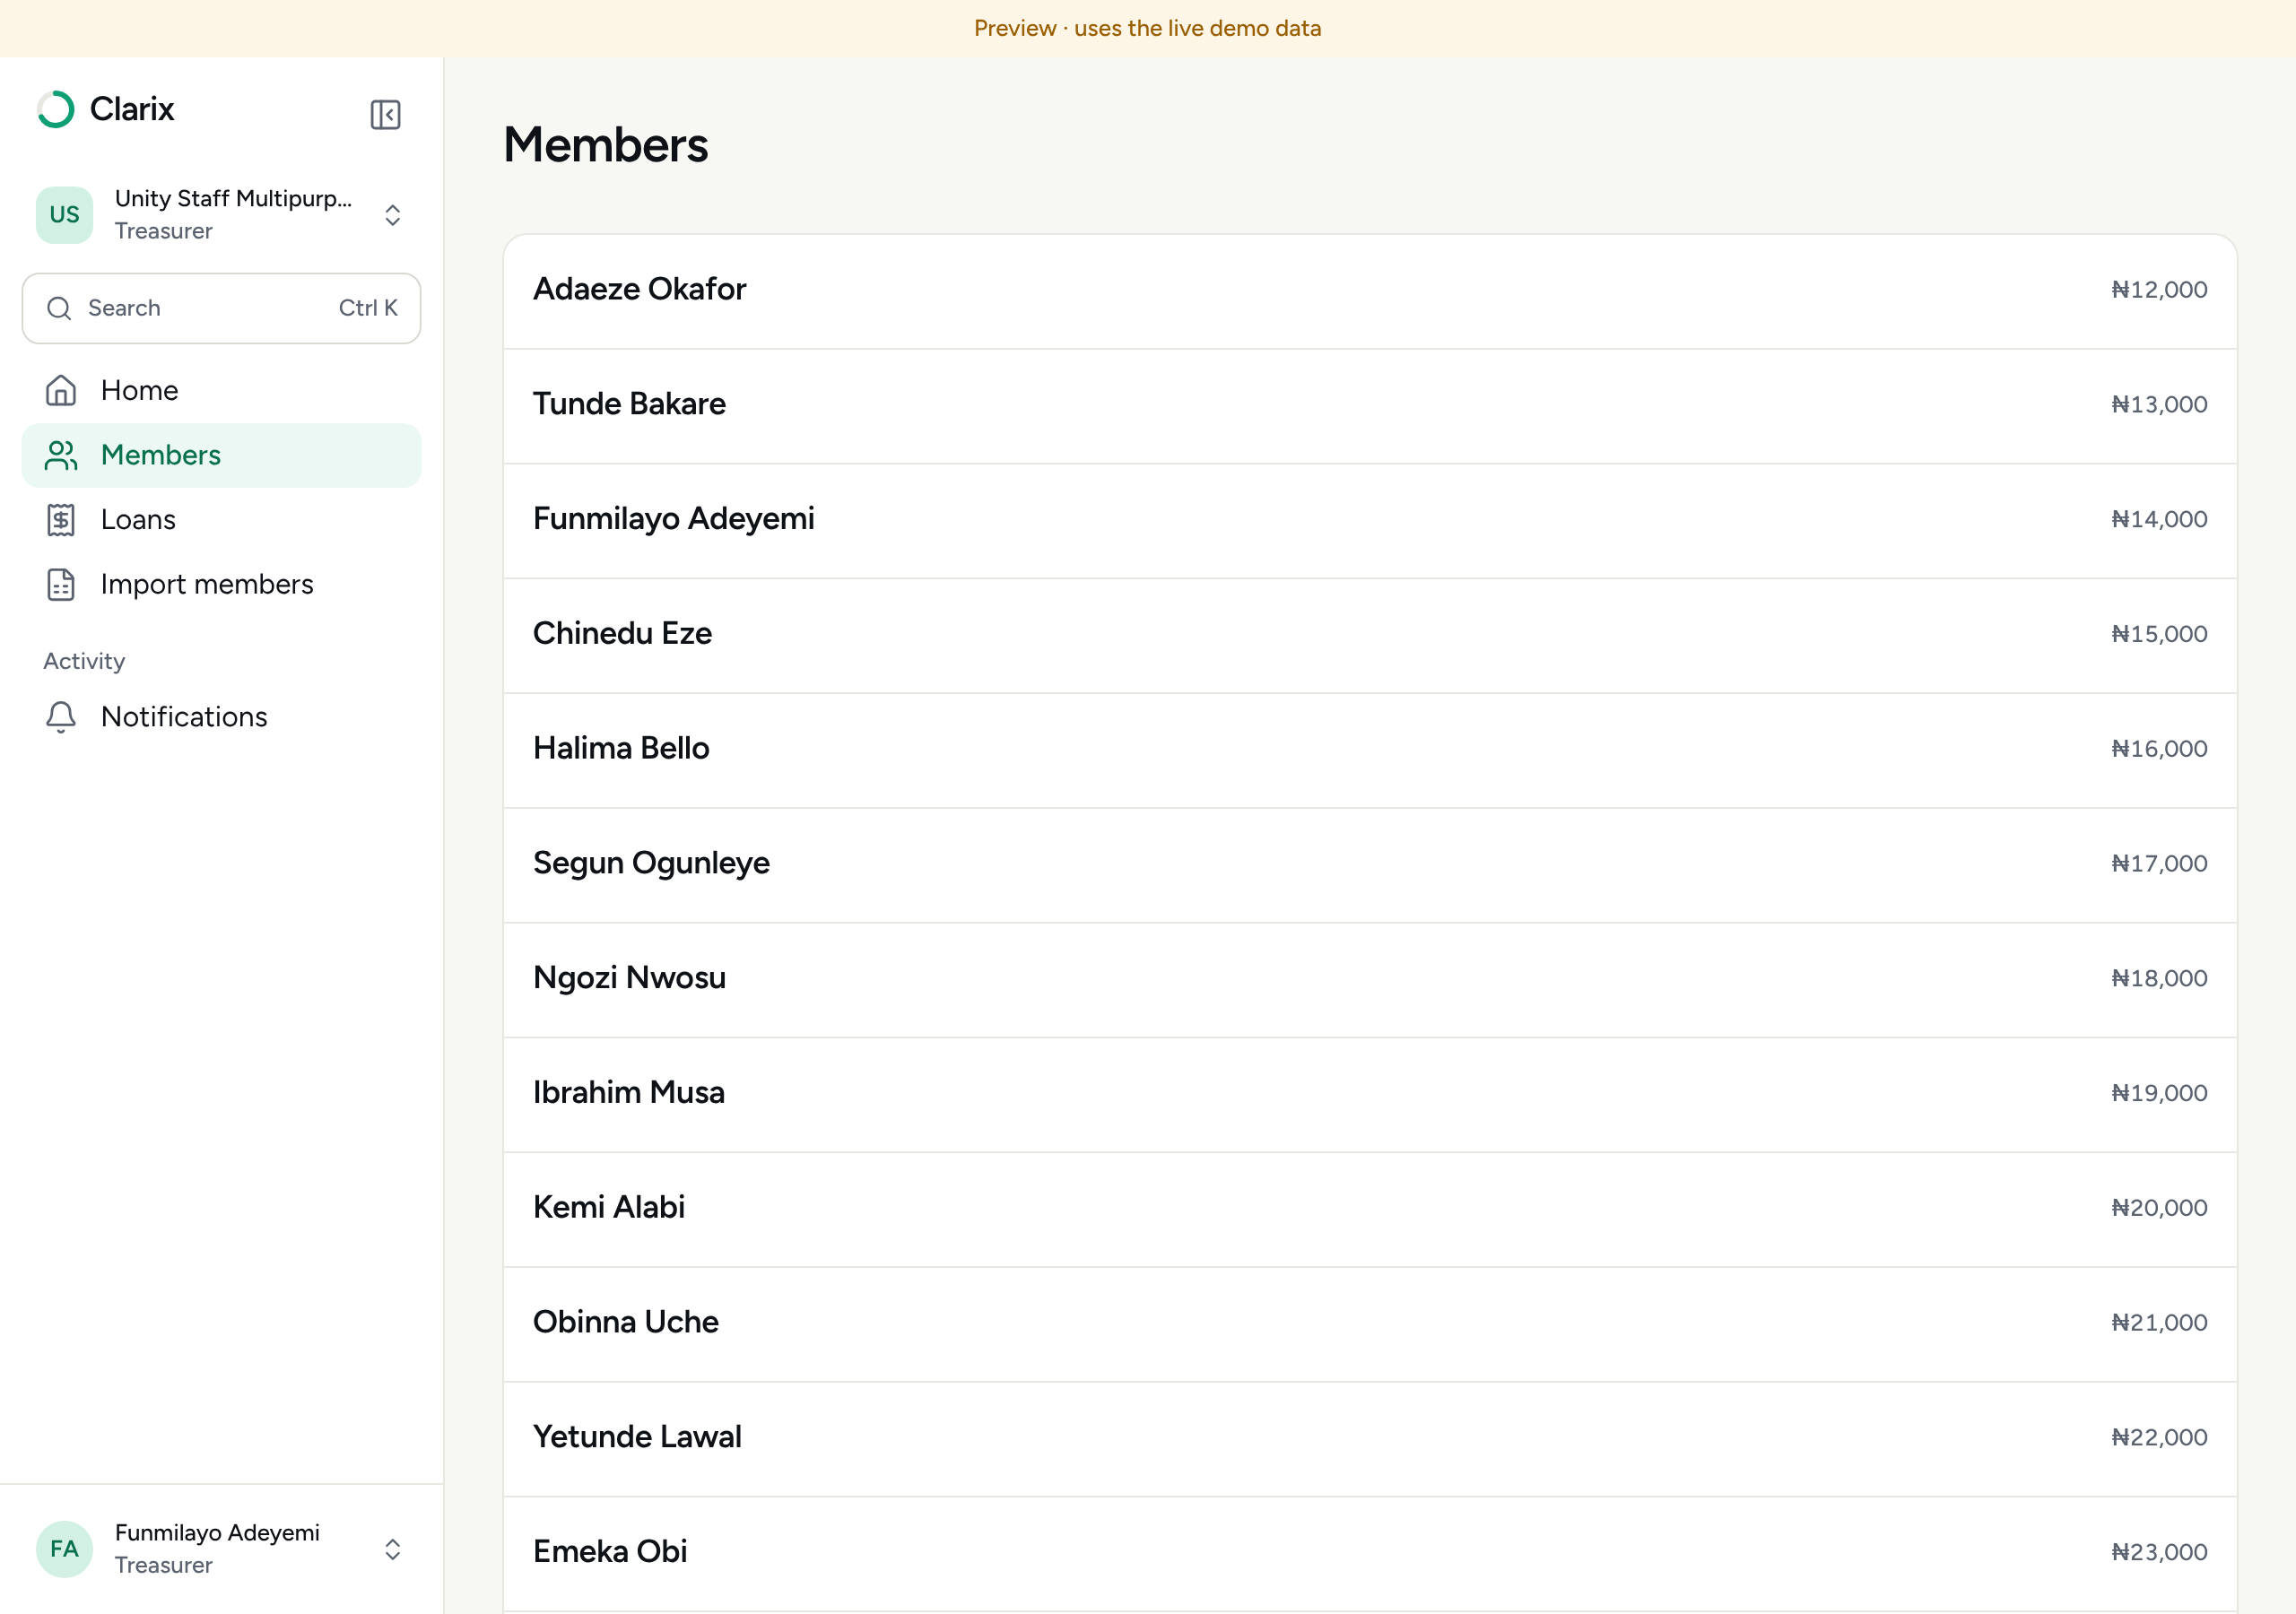 Preview · uses the live demo data
Clarix
US
Unity Staff Multipurp...
Treasurer
Search
Ctrl K
Home
Members
Loans
Import members
Activity
Notifications
FA
Funmilayo Adeyemi
Treasurer
Members
Adaeze Okafor
₦12,000
Tunde Bakare
₦13,000
Funmilayo Adeyemi
₦14,000
Chinedu Eze
₦15,000
Halima Bello
₦16,000
Segun Ogunleye
₦17,000
Ngozi Nwosu
₦18,000
Ibrahim Musa
₦19,000
Kemi Alabi
₦20,000
Obinna Uche
₦21,000
Yetunde Lawal
₦22,000
Emeka Obi
₦23,000